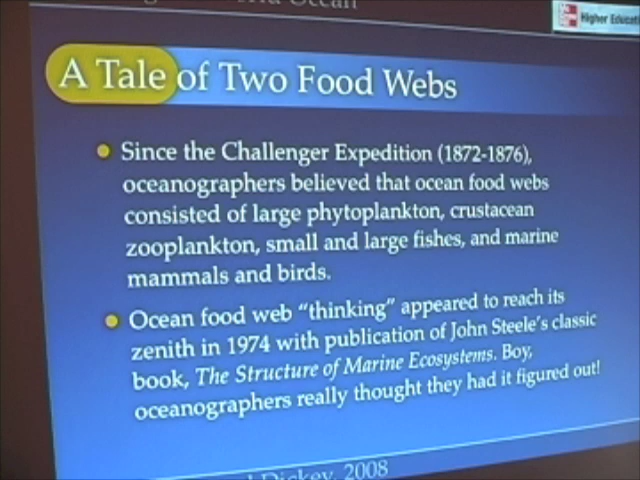 Ocean
Higher
A Tale of Two Food Webs
Since the Challenger Expedition (1872-1876),
oceanographers believed that ocean food webs
consisted of large phytoplankton, crustacean
zooplankton, small and large fishes, and marine
mammals and birds.
Ocean food web "thinking" appeared to reach its
zenith in 1974 with publication of John Steele's classic
book, The Structure of Marine Ecosystems. Boy,
oceanographers really thought they had it figured out!
Dickey, 2008